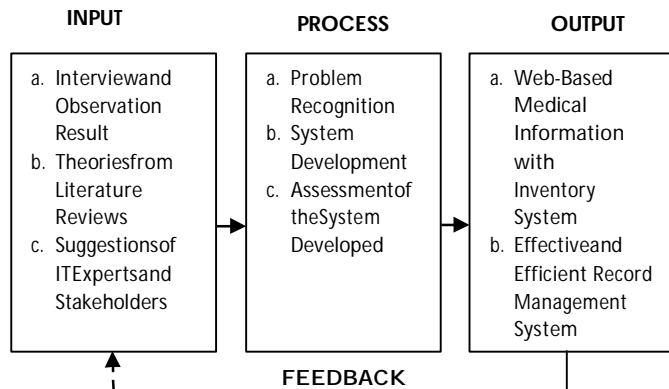 INPUT
a. Interviewand
Observation
Result
b. Theoriesfrom
Literature
Reviews
c. Suggestionsof
ITExpertsand
Stakeholders
PROCESS
a. Problem
Recognition
b. System
Development
c. Assessmentof
theSystem
Developed
OUTPUT
a. Web-Based
Medical
Information
with
Inventory
System
b. Effectiveand
Efficient Record
Management
System
FEEDBACK